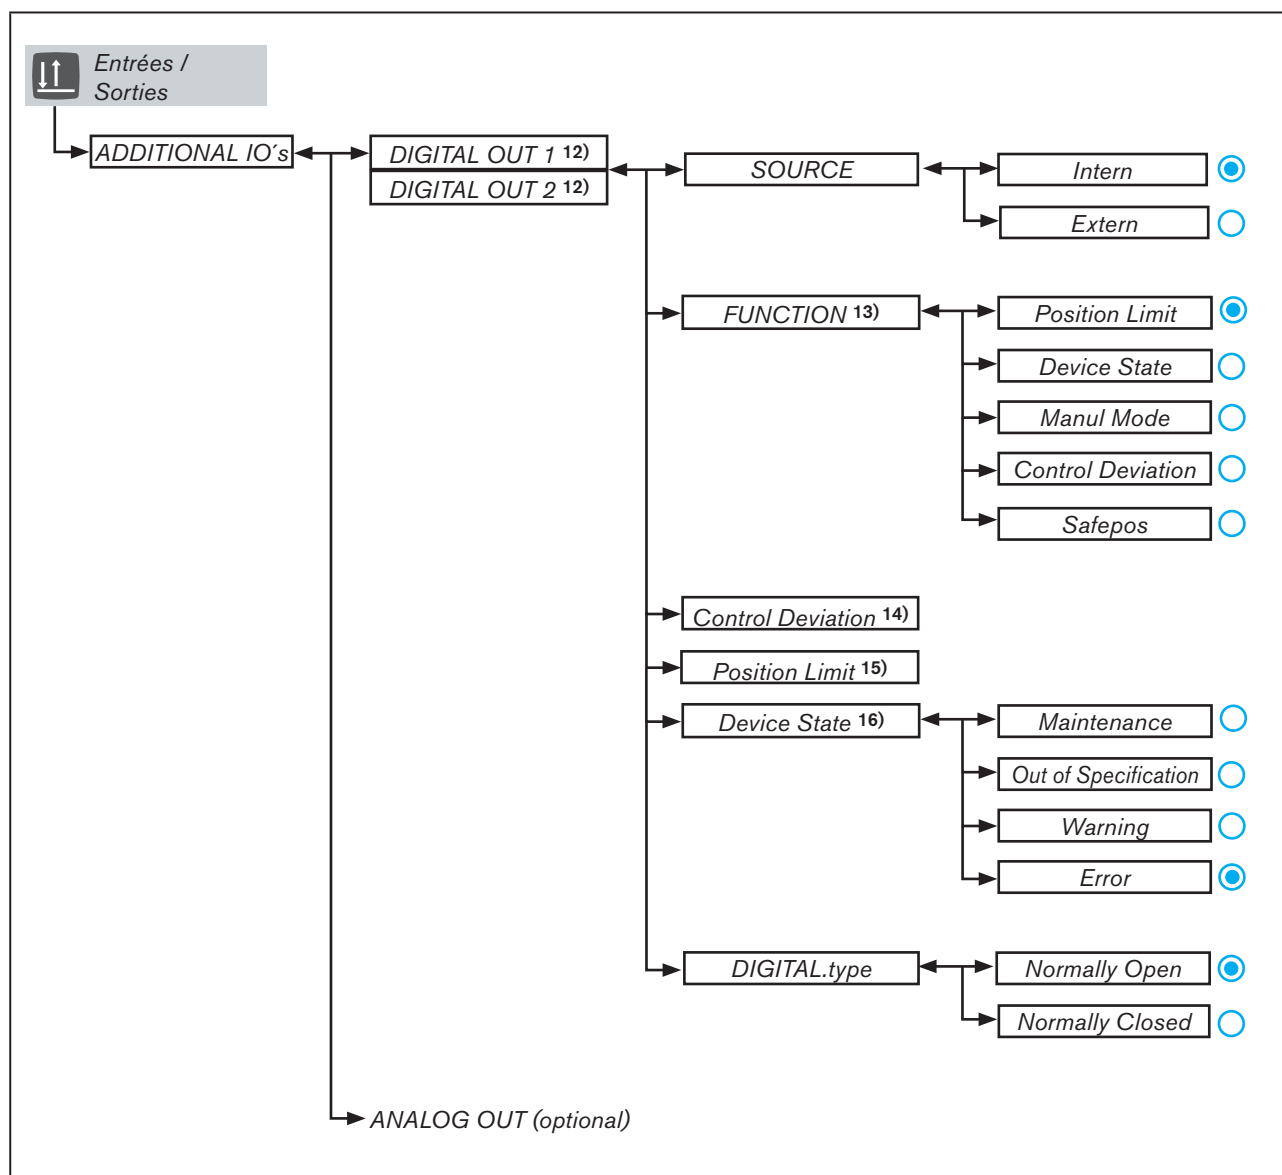 Entrées /
Sorties
ADDITIONAL IO´s
DIGITAL OUT 1 12)
DIGITAL OUT 2 12)
SOURCE
Intern
Extern
FUNCTION 13)
Position Limit
Device State
Manul Mode
Control Deviation
Safepos
Control Deviation 14)
Position Limit 15)
Device State 16)
Maintenance
Out of Specification
Warning
Error
DIGITAL.type
Normally Open
Normally Closed
ANALOG OUT (optional)